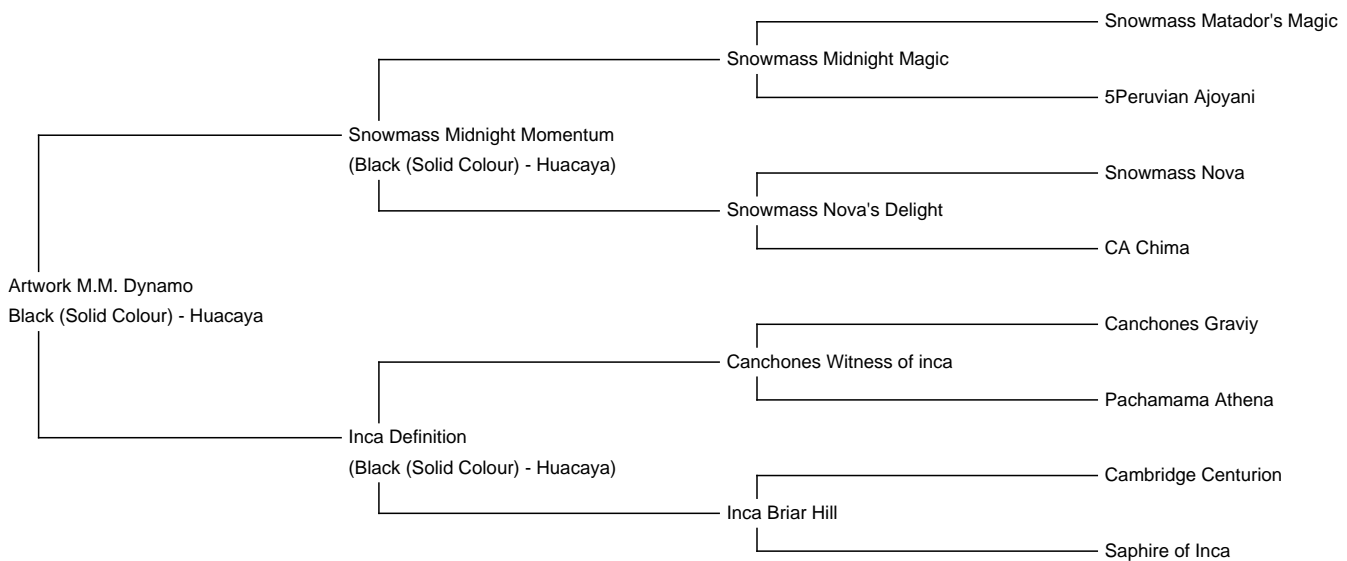 Snowmass Matador's Magic
Snowmass Midnight Magic
5Peruvian Ajoyani
Snowmass Midnight Momentum
(Black (Solid Colour) - Huacaya)
Snowmass Nova
Snowmass Nova's Delight
CA Chima
Artwork M.M. Dynamo
Black (Solid Colour) - Huacaya
Canchones Graviy
Canchones Witness of inca
Pachamama Athena
Inca Definition
(Black (Solid Colour) - Huacaya)
Cambridge Centurion
Inca Briar Hill
Saphire of Inca